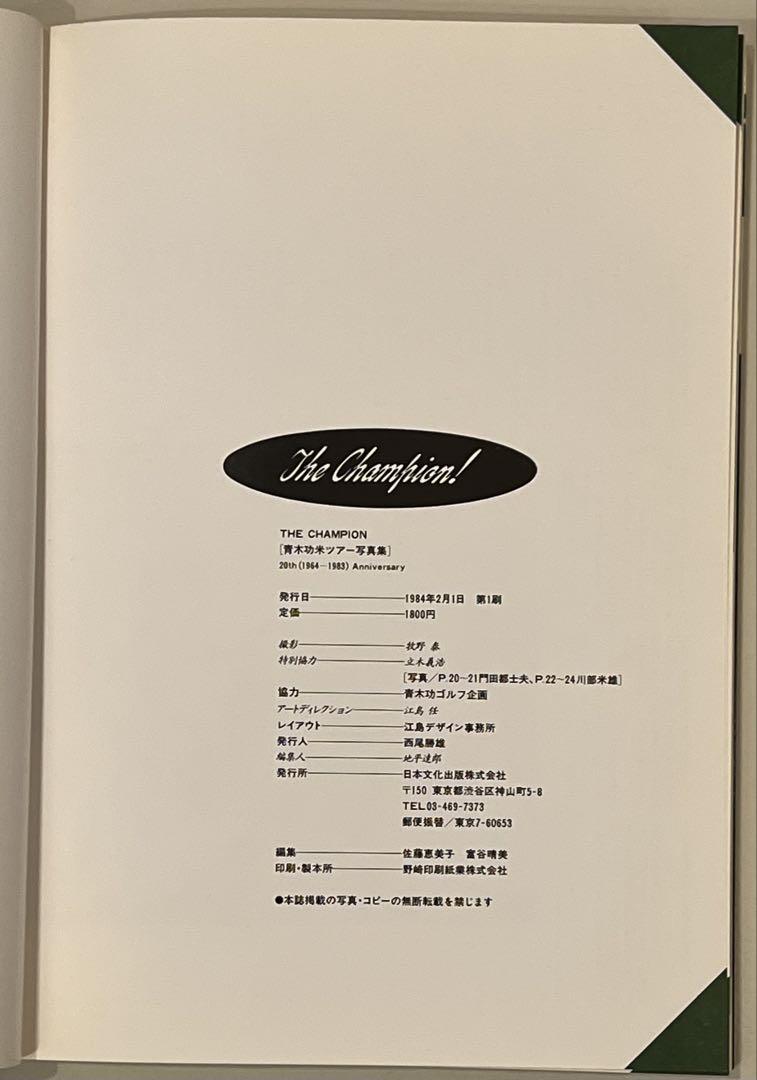 The Champion!
THE CHAMPION
[青木功米ツアー写真集]
20th (1964－1983) Anniversary
発行日――1984年2月1日 第1刷
定価――1800円
撮影――牧野 泰
特別協力――立木義浩
[写真／P.20～21門田都士夫、P.22～24川部米雄]
協力――青木功ゴルフ企画
アートディレクション――江島 任
レイアウト――江島デザイン事務所
発行人――西尾勝雄
編集人――地平達郎
発行所――日本文化出版株式会社
〒150 東京都渋谷区神山町5-8
TEL03-469-7373
郵便振替／東京7-60653
編集――佐藤恵美子 富谷晴美
印刷・製本所――野崎印刷紙業株式会社
●本誌掲載の写真・コピーの無断転載を禁じます